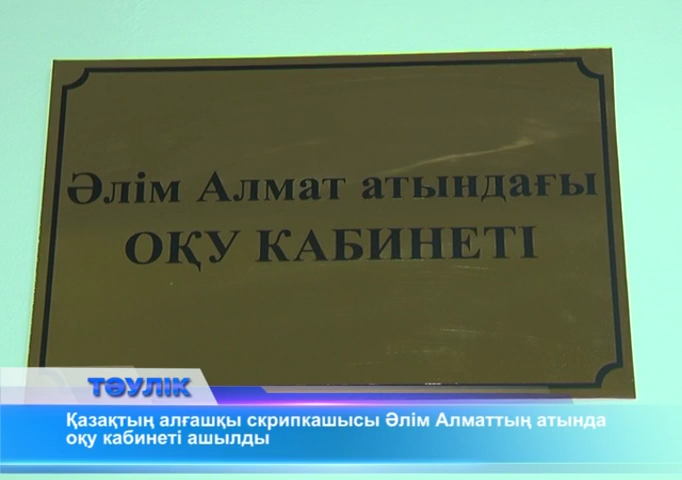 Әлім Алмат атындағы
ОҚУ КАБИНЕТІ
ТӘУЛІК
Қазақтың алғашқы скрипкашысы Әлім Алматтың атында
оқу кабинеті ашылды